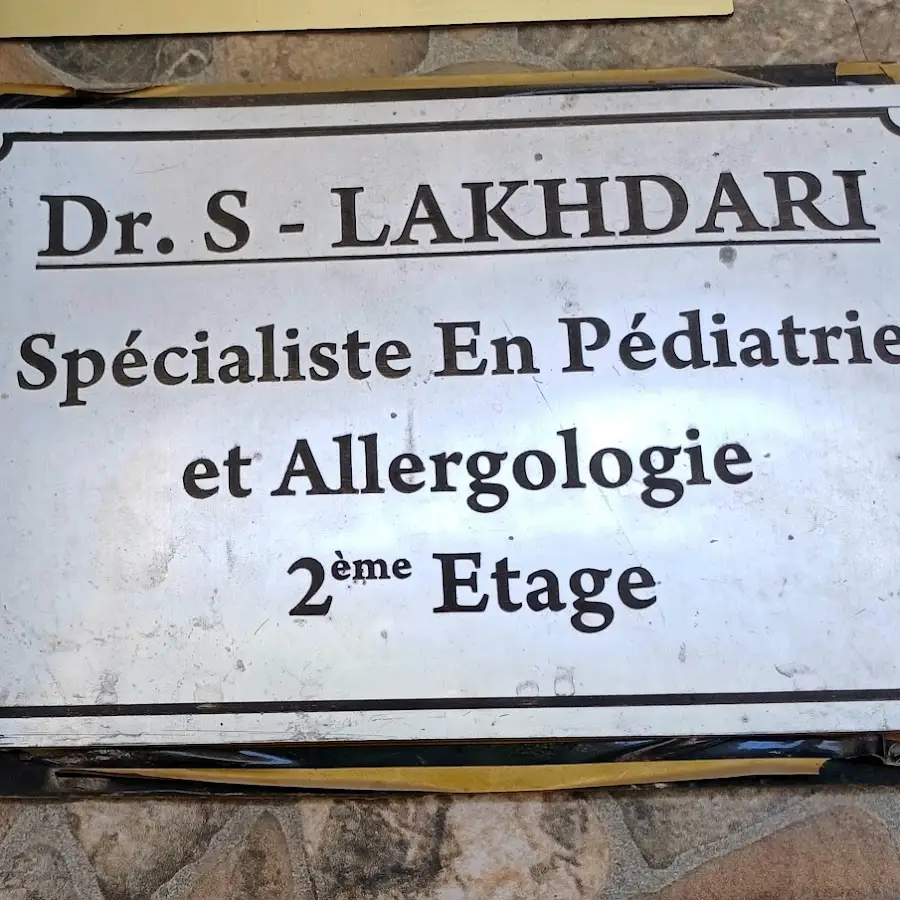 Dr. S - LAKHDARI
Spécialiste En Pédiatrie
et Allergologie
2ème Etage